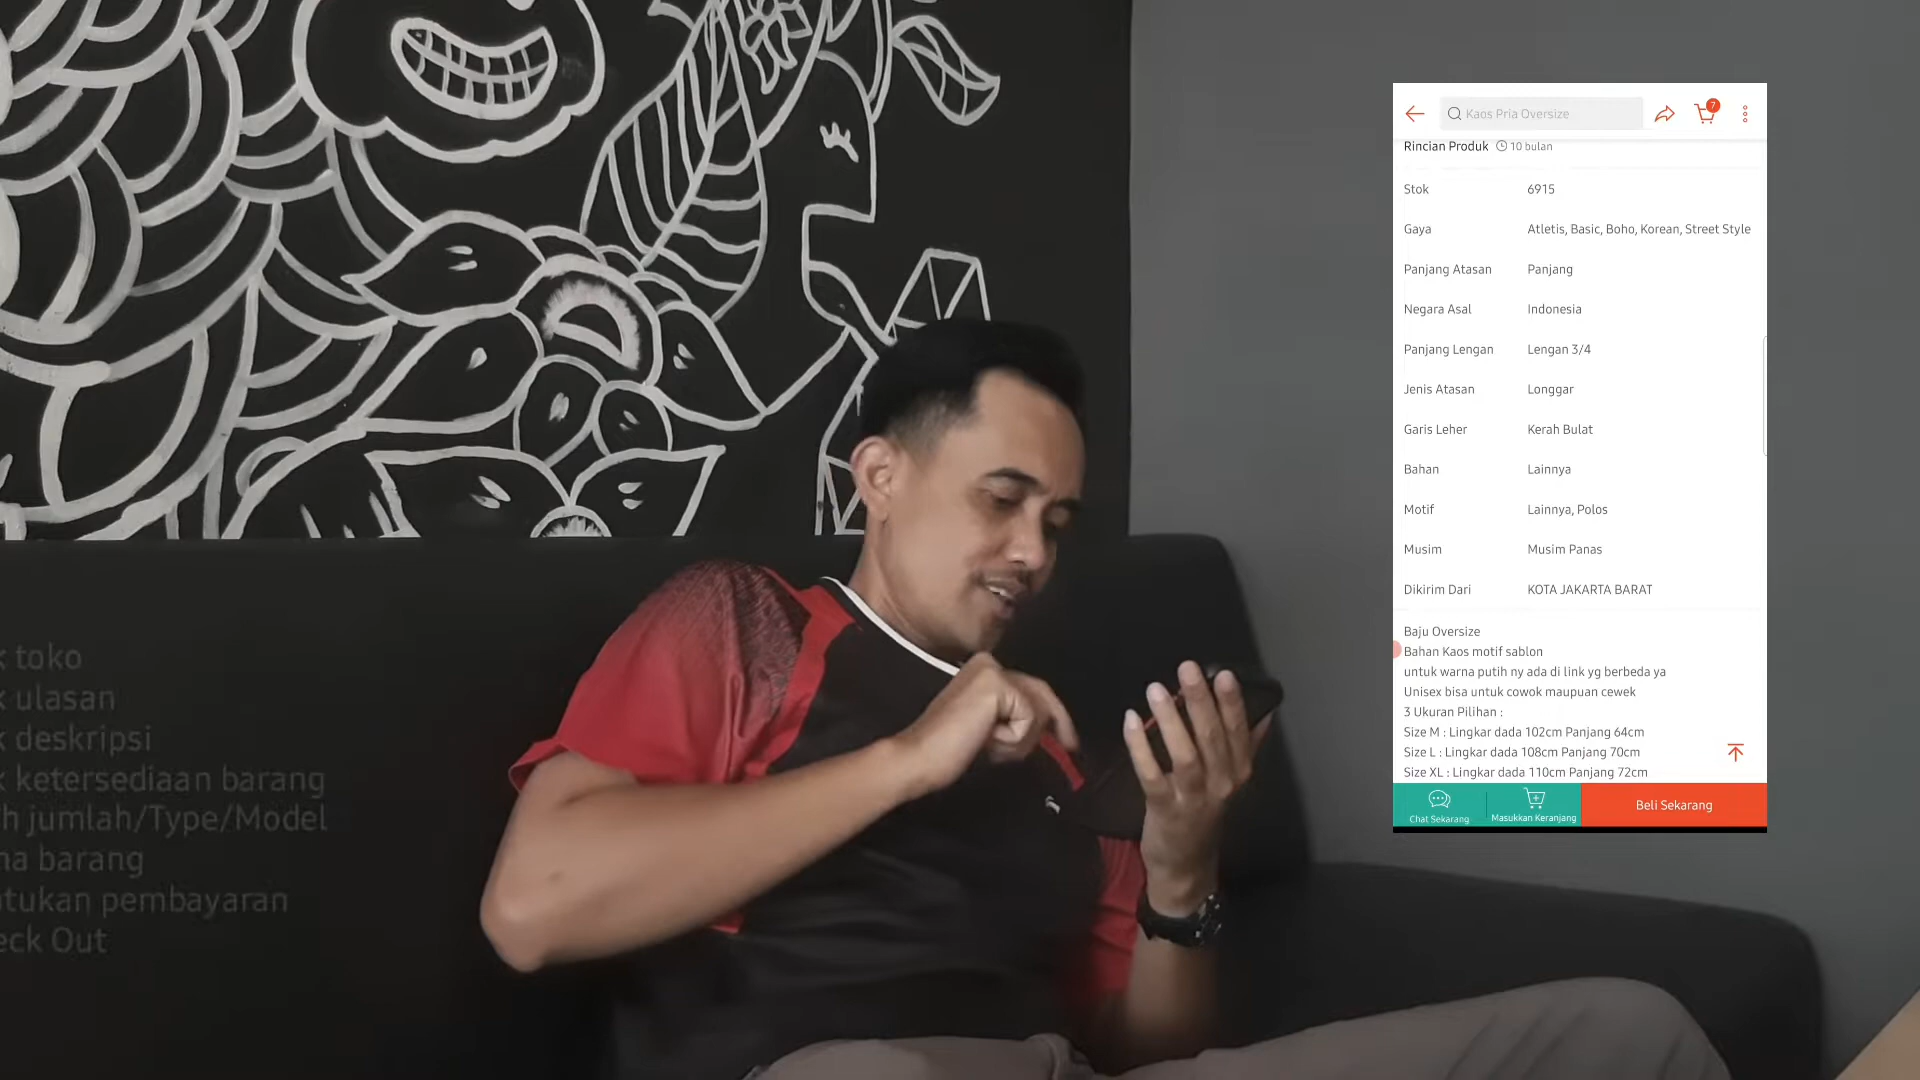 Kaos Pria Oversize
7
Rincian Produk 10 bulan
Stok 6915
Gaya Atletis, Basic, Boho, Korean, Street Style
Panjang Atasan Panjang
Negara Asal Indonesia
Panjang Lengan Lengan 3/4
Jenis Atasan Longgar
Garis Leher Kerah Bulat
Bahan Lainnya
Motif Lainnya, Polos
Musim Musim Panas
Dikirim Dari KOTA JAKARTA BARAT
Baju Oversize
Bahan Kaos motif sablon
untuk warna putih ny ada di link yg berbeda ya
Unisex bisa untuk cowok maupuan cewek
3 Ukuran Pilihan :
Size M : Lingkar dada 102cm Panjang 64cm
Size L : Lingkar dada 108cm Panjang 70cm
Size XL : Lingkar dada 110cm Panjang 72cm
Chat Sekarang
Masukkan Keranjang
Beli Sekarang
k toko
k ulasan
k deskripsi
k ketersediaan barang
h jumlah/Type/Model
na barang
tukan pembayaran
eck Out